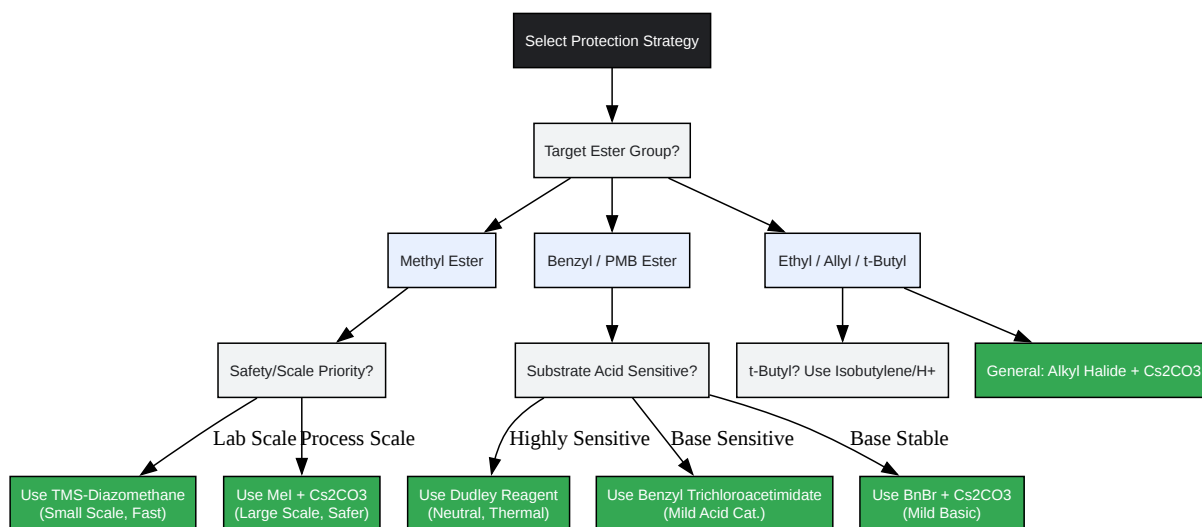 Select Protection Strategy
Target Ester Group?
Methyl Ester
Benzyl / PMB Ester
Ethyl / Allyl / t-Butyl
Safety/Scale Priority?
Substrate Acid Sensitive?
t-Butyl? Use Isobutylene/H+
General: Alkyl Halide + Cs2CO3
Lab Scale
Process Scale
Highly Sensitive
Base Sensitive
Base Stable
Use TMS-Diazomethane
(Small Scale, Fast)
Use MeI + Cs2CO3
(Large Scale, Safer)
Use Dudley Reagent
(Neutral, Thermal)
Use Benzyl Trichloroacetimidate
(Mild Acid Cat.)
Use BnBr + Cs2CO3
(Mild Basic)